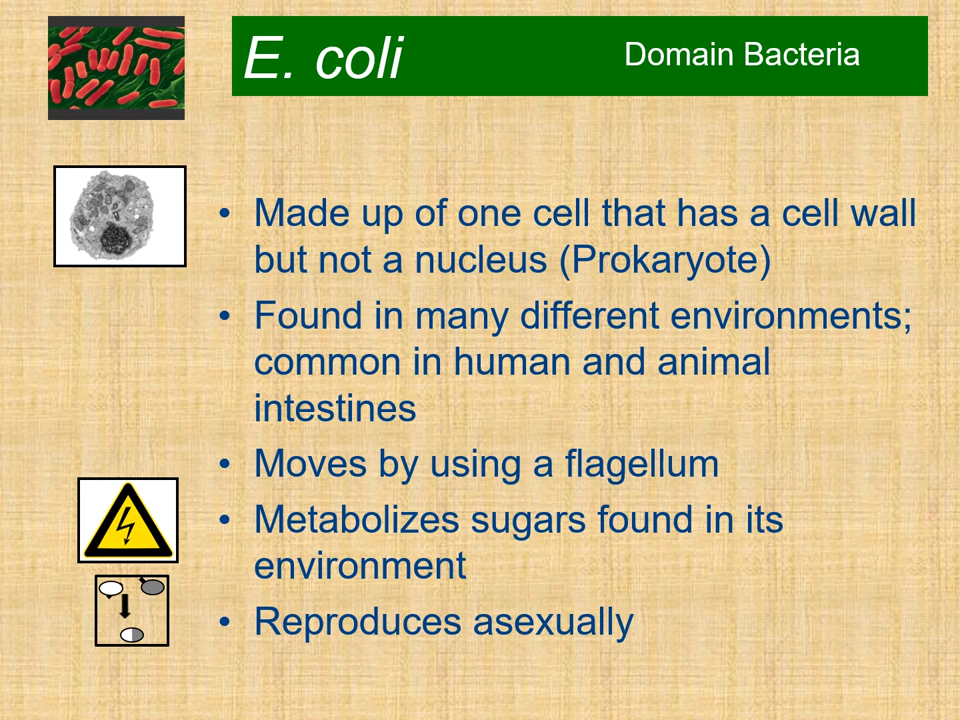 E. coli
Domain Bacteria
• Made up of one cell that has a cell wall
but not a nucleus (Prokaryote)
• Found in many different environments;
common in human and animal
intestines
• Moves by using a flagellum
• Metabolizes sugars found in its
environment
• Reproduces asexually